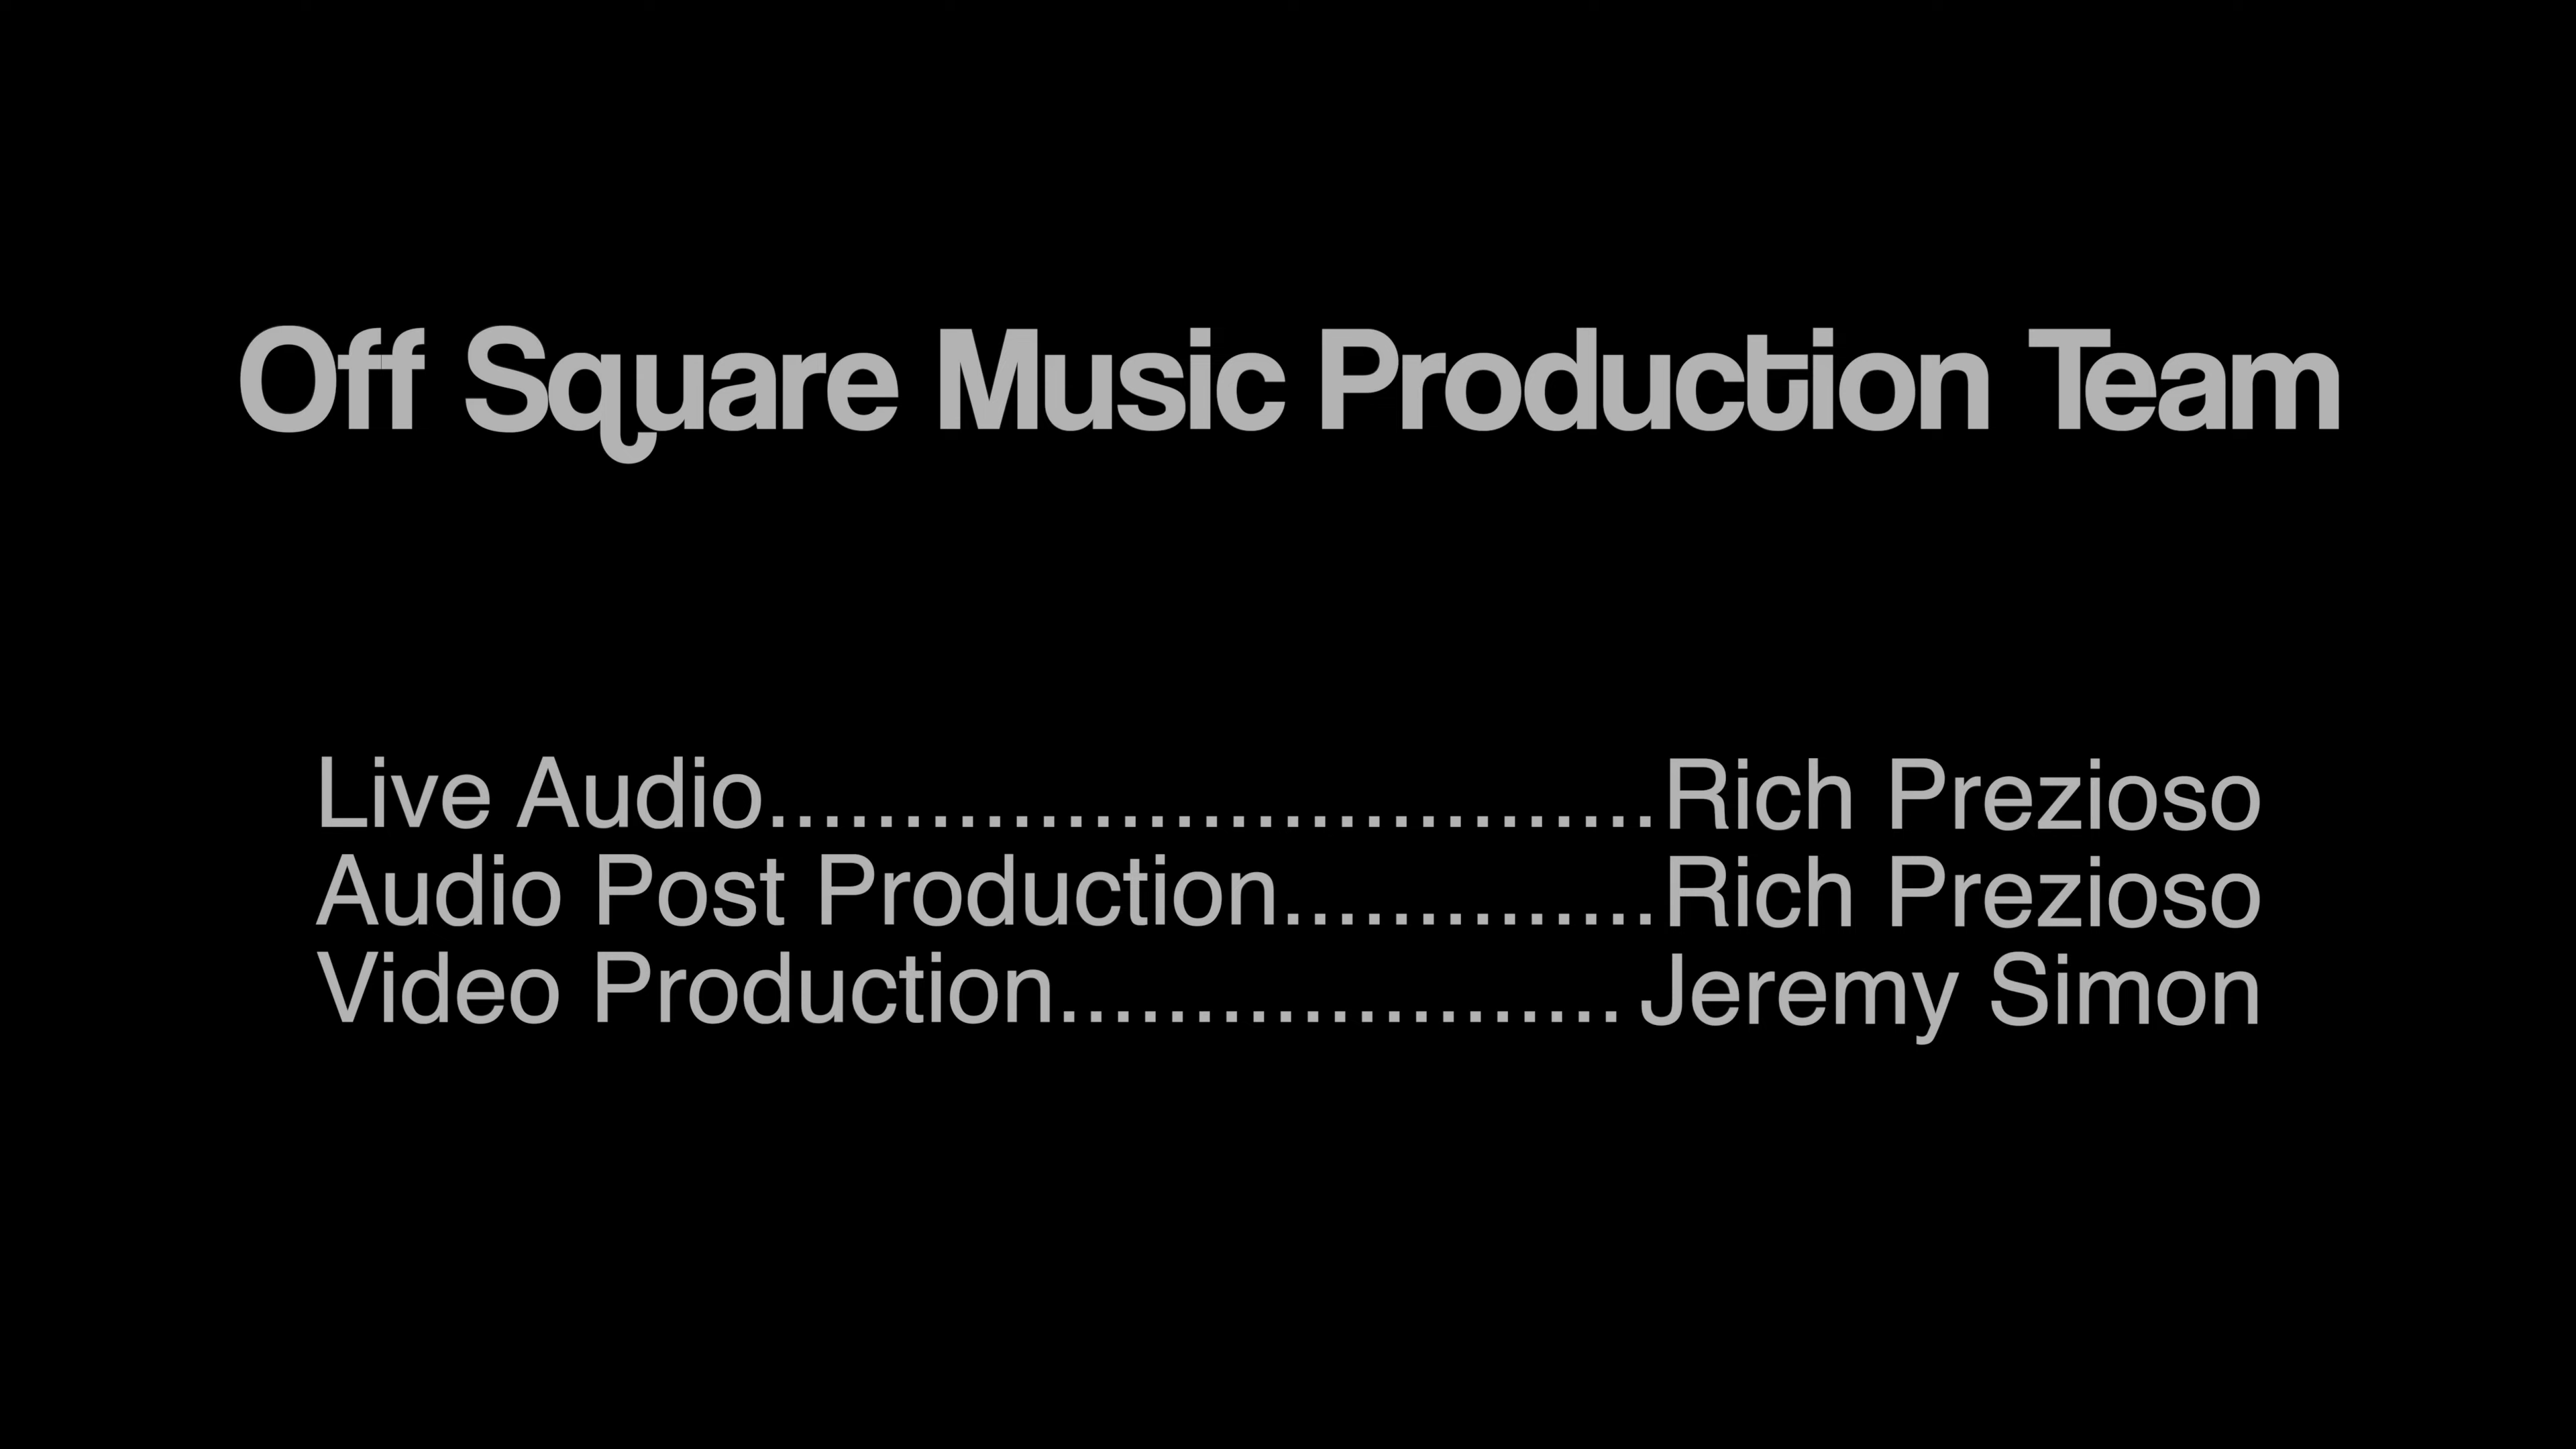 Off Square Music Production Team
Live Audio.................................Rich Prezioso
Audio Post Production..............Rich Prezioso
Video Production.....................Jeremy Simon